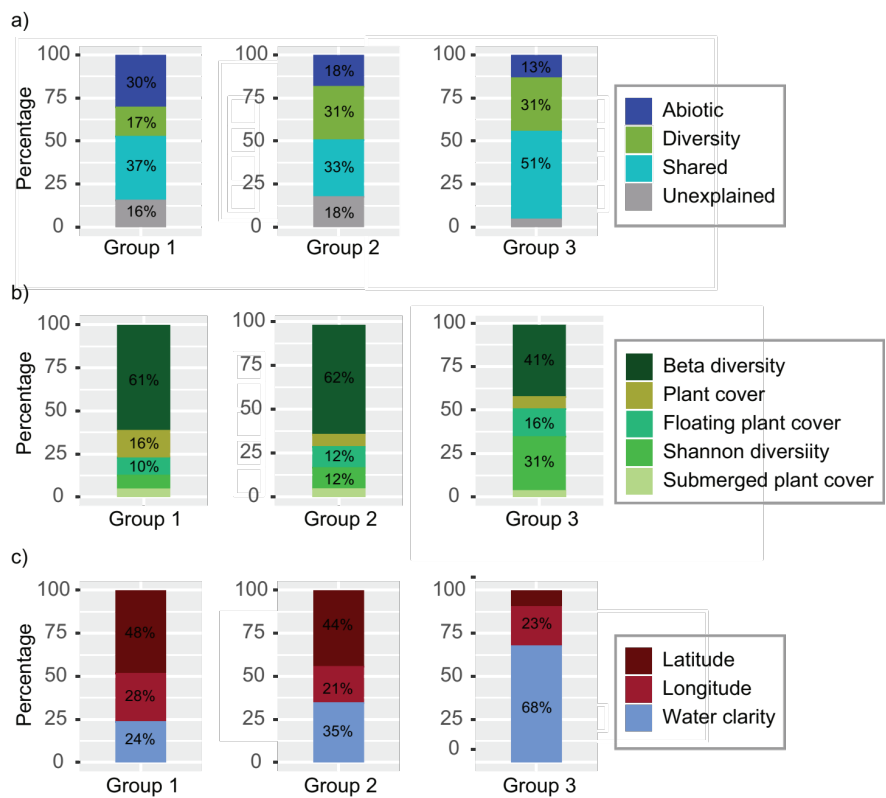 a)
100 100 100
75 75 75
50 50 50
25 25 25
0 0 0
Percentage
30% 18% 13%
17% 31% 31%
37% 33% 51%
16% 18%
Group 1 Group 2 Group 3
Abiotic
Diversity
Shared
Unexplained
b)
100 100 100
75 75 75
50 50 50
25 25 25
0 0 0
Percentage
61% 62% 41%
16% 12% 16%
10% 12% 31%
Group 1 Group 2 Group 3
Beta diversity
Plant cover
Floating plant cover
Shannon diversiity
Submerged plant cover
c)
100 100 100
75 75 75
50 50 50
25 25 25
0 0 0
Percentage
48% 44% 23%
28% 21% 68%
24% 35%
Group 1 Group 2 Group 3
Latitude
Longitude
Water clarity